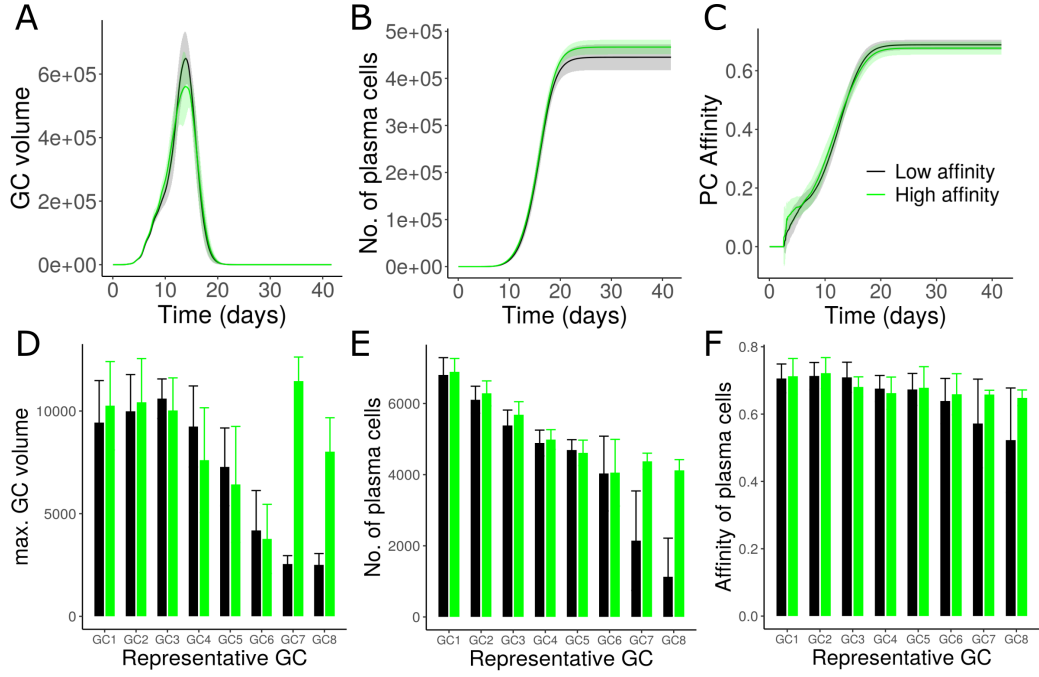 A
GC volume
6e+05
4e+05
2e+05
0e+00
0 10 20 30 40
Time (days)
B
No. of plasma cells
5e+05
4e+05
3e+05
2e+05
1e+05
0e+00
0 10 20 30 40
Time (days)
C
PC Affinity
0.6
0.4
0.2
0.0
Low affinity
High affinity
0 10 20 30 40
Time (days)
D
max. GC volume
10000
5000
0
GC1 GC2 GC3 GC4 GC5 GC6 GC7 GC8
Representative GC
E
No. of plasma cells
6000
4000
2000
0
GC1 GC2 GC3 GC4 GC5 GC6 GC7 GC8
Representative GC
F
Affinity of plasma cells
0.8
0.6
0.4
0.2
0.0
GC1 GC2 GC3 GC4 GC5 GC6 GC7 GC8
Representative GC